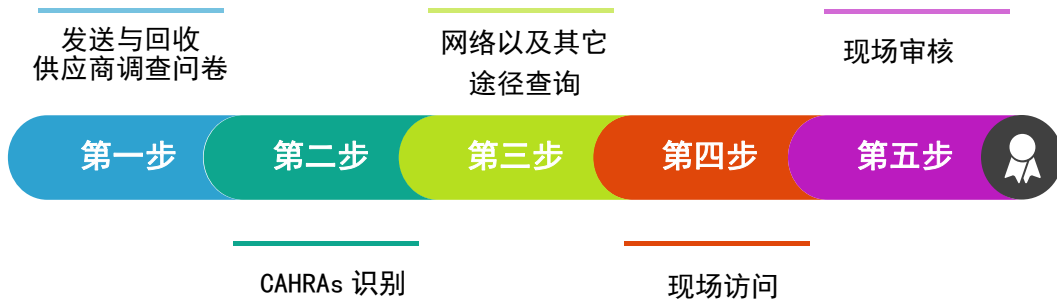 发送与回收
供应商调查问卷
网络以及其它
途径查询
现场审核
第一步
第二步
第三步
第四步
第五步
CAHRAs 识别
现场访问